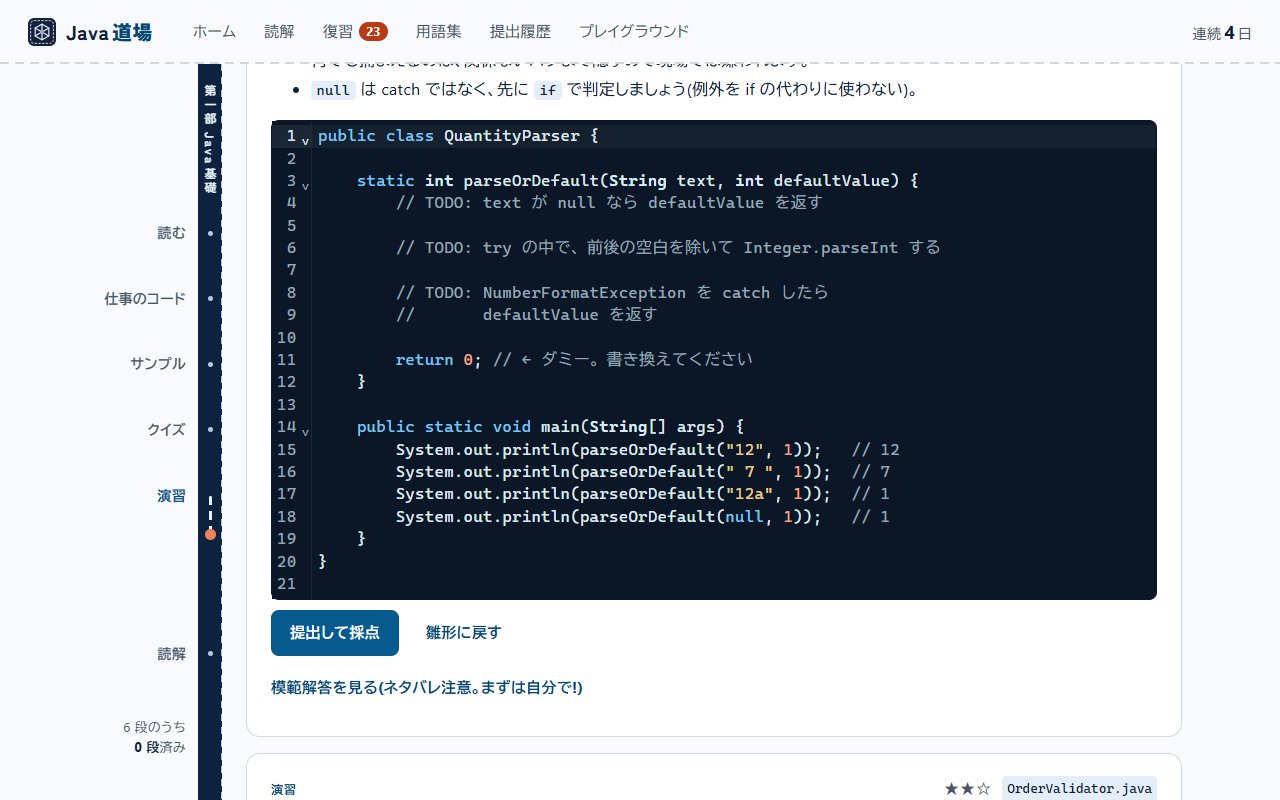 Java 道場 ホーム 読解 復習 23 用語集 提出履歴 プレイグラウンド 連続 4 日
第一部 Java 基礎
読む
仕事のコード
サンプル
クイズ
演習
読解
6 段のうち
0 段済み
• null は catch ではなく、先に if で判定しましょう(例外を if の代わりに使わない)。
1 public class QuantityParser {
2
3     static int parseOrDefault(String text, int defaultValue) {
4         // TODO: text が null なら defaultValue を返す
5
6         // TODO: try の中で、前後の空白を除いて Integer.parseInt する
7
8         // TODO: NumberFormatException を catch したら
9         //       defaultValue を返す
10
11         return 0; // ← ダミー。書き換えてください
12     }
13
14     public static void main(String[] args) {
15         System.out.println(parseOrDefault("12", 1));   // 12
16         System.out.println(parseOrDefault(" 7 ", 1));  // 7
17         System.out.println(parseOrDefault("12a", 1));  // 1
18         System.out.println(parseOrDefault(null, 1));   // 1
19     }
20 }
21
提出して採点 雛形に戻す
模範解答を見る(ネタバレ注意。まずは自分で!)
演習 ★★☆ OrderValidator.java